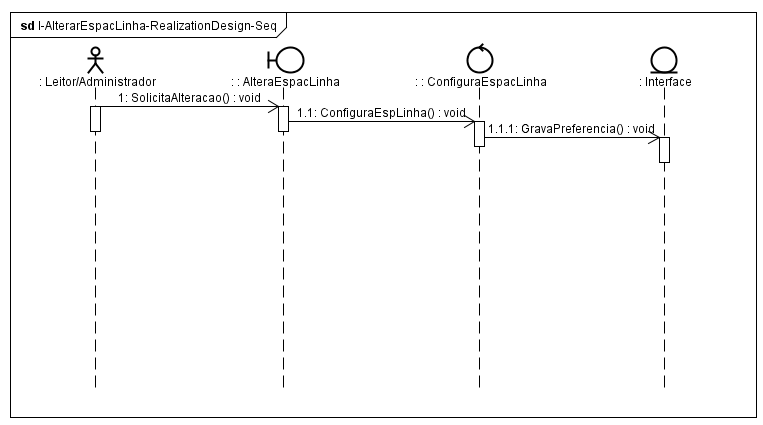 sd I-AlterarEspacLinha-RealizationDesign-Seq
: Leitor/Administrador
: : AlteraEspacLinha
: : ConfiguraEspacLinha
: Interface
1: SolicitaAlteracao() : void
1.1: ConfiguraEspLinha() : void
1.1.1: GravaPreferencia() : void